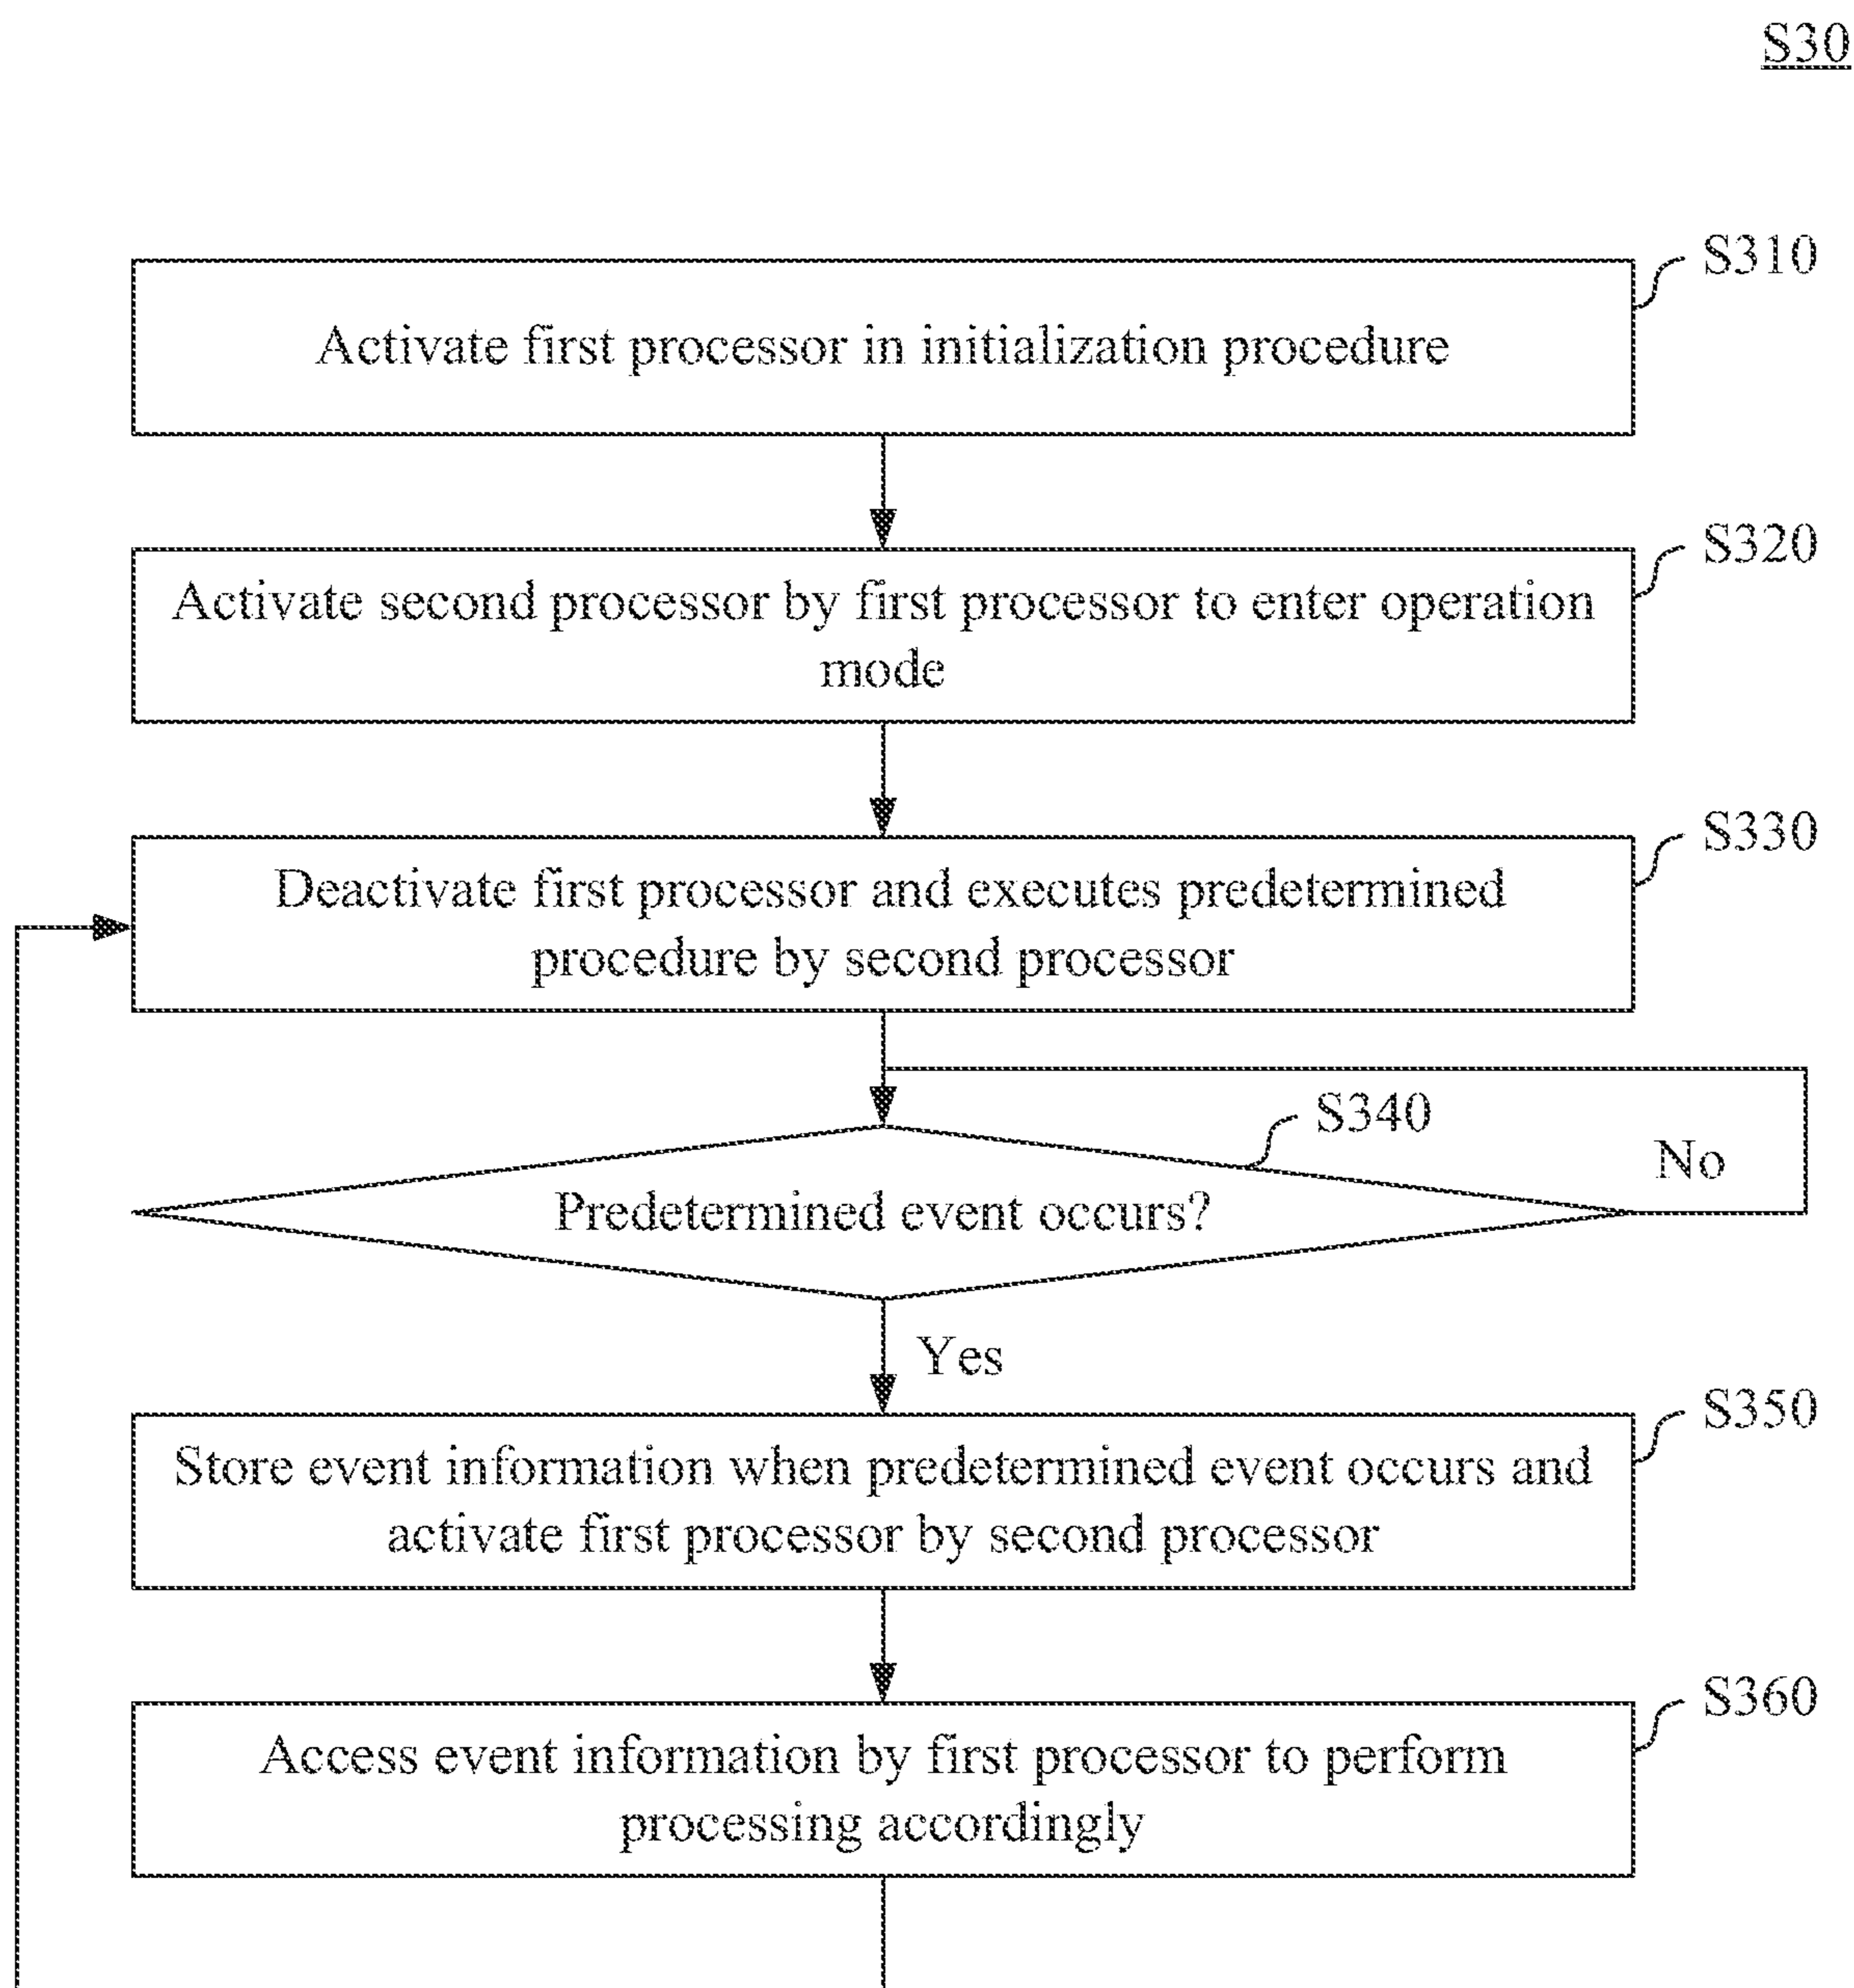 S30
S310
Activate first processor in initialization procedure
S320
Activate second processor by first processor to enter operation
mode
S330
Deactivate first processor and executes predetermined
procedure by second processor
S340
No
Predetermined event occurs?
Yes
S350
Store event information when predetermined event occurs and
activate first processor by second processor
S360
Access event information by first processor to perform
processing accordingly